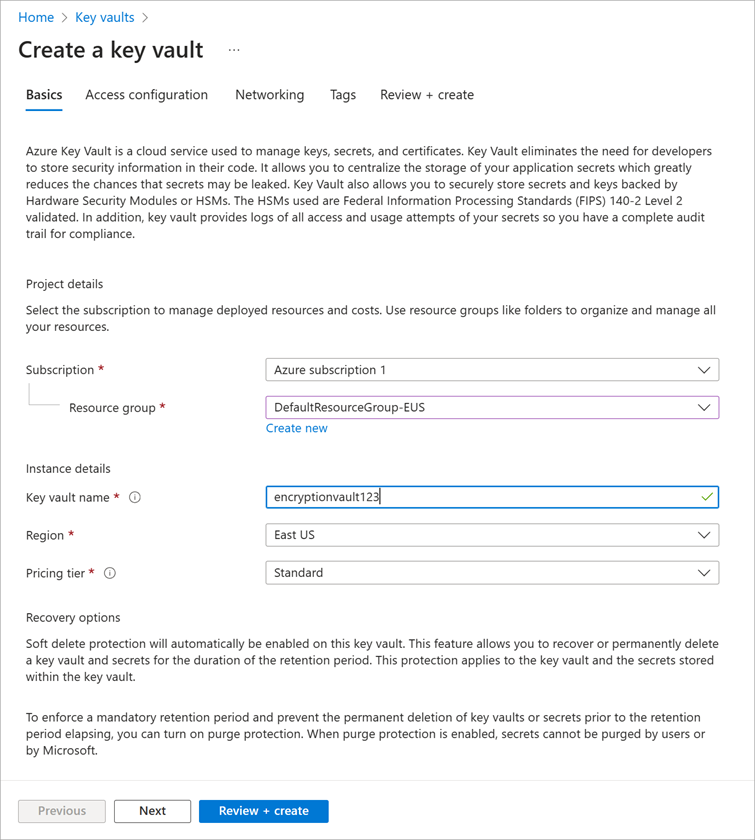 Home > Key vaults >
Create a key vault ...
Basics Access configuration Networking Tags Review + create
Azure Key Vault is a cloud service used to manage keys, secrets, and certificates. Key Vault eliminates the need for developers
to store security information in their code. It allows you to centralize the storage of your application secrets which greatly
reduces the chances that secrets may be leaked. Key Vault also allows you to securely store secrets and keys backed by
Hardware Security Modules or HSMs. The HSMs used are Federal Information Processing Standards (FIPS) 140-2 Level 2
validated. In addition, key vault provides logs of all access and usage attempts of your secrets so you have a complete audit
trail for compliance.
Project details
Select the subscription to manage deployed resources and costs. Use resource groups like folders to organize and manage all
your resources.
Subscription * Azure subscription 1
Resource group * DefaultResourceGroup-EUS
Create new
Instance details
Key vault name * encryptionvault123
Region * East US
Pricing tier * Standard
Recovery options
Soft delete protection will automatically be enabled on this key vault. This feature allows you to recover or permanently delete
a key vault and secrets for the duration of the retention period. This protection applies to the key vault and the secrets stored
within the key vault.
To enforce a mandatory retention period and prevent the permanent deletion of key vaults or secrets prior to the retention
period elapsing, you can turn on purge protection. When purge protection is enabled, secrets cannot be purged by users or
by Microsoft.
Previous Next Review + create